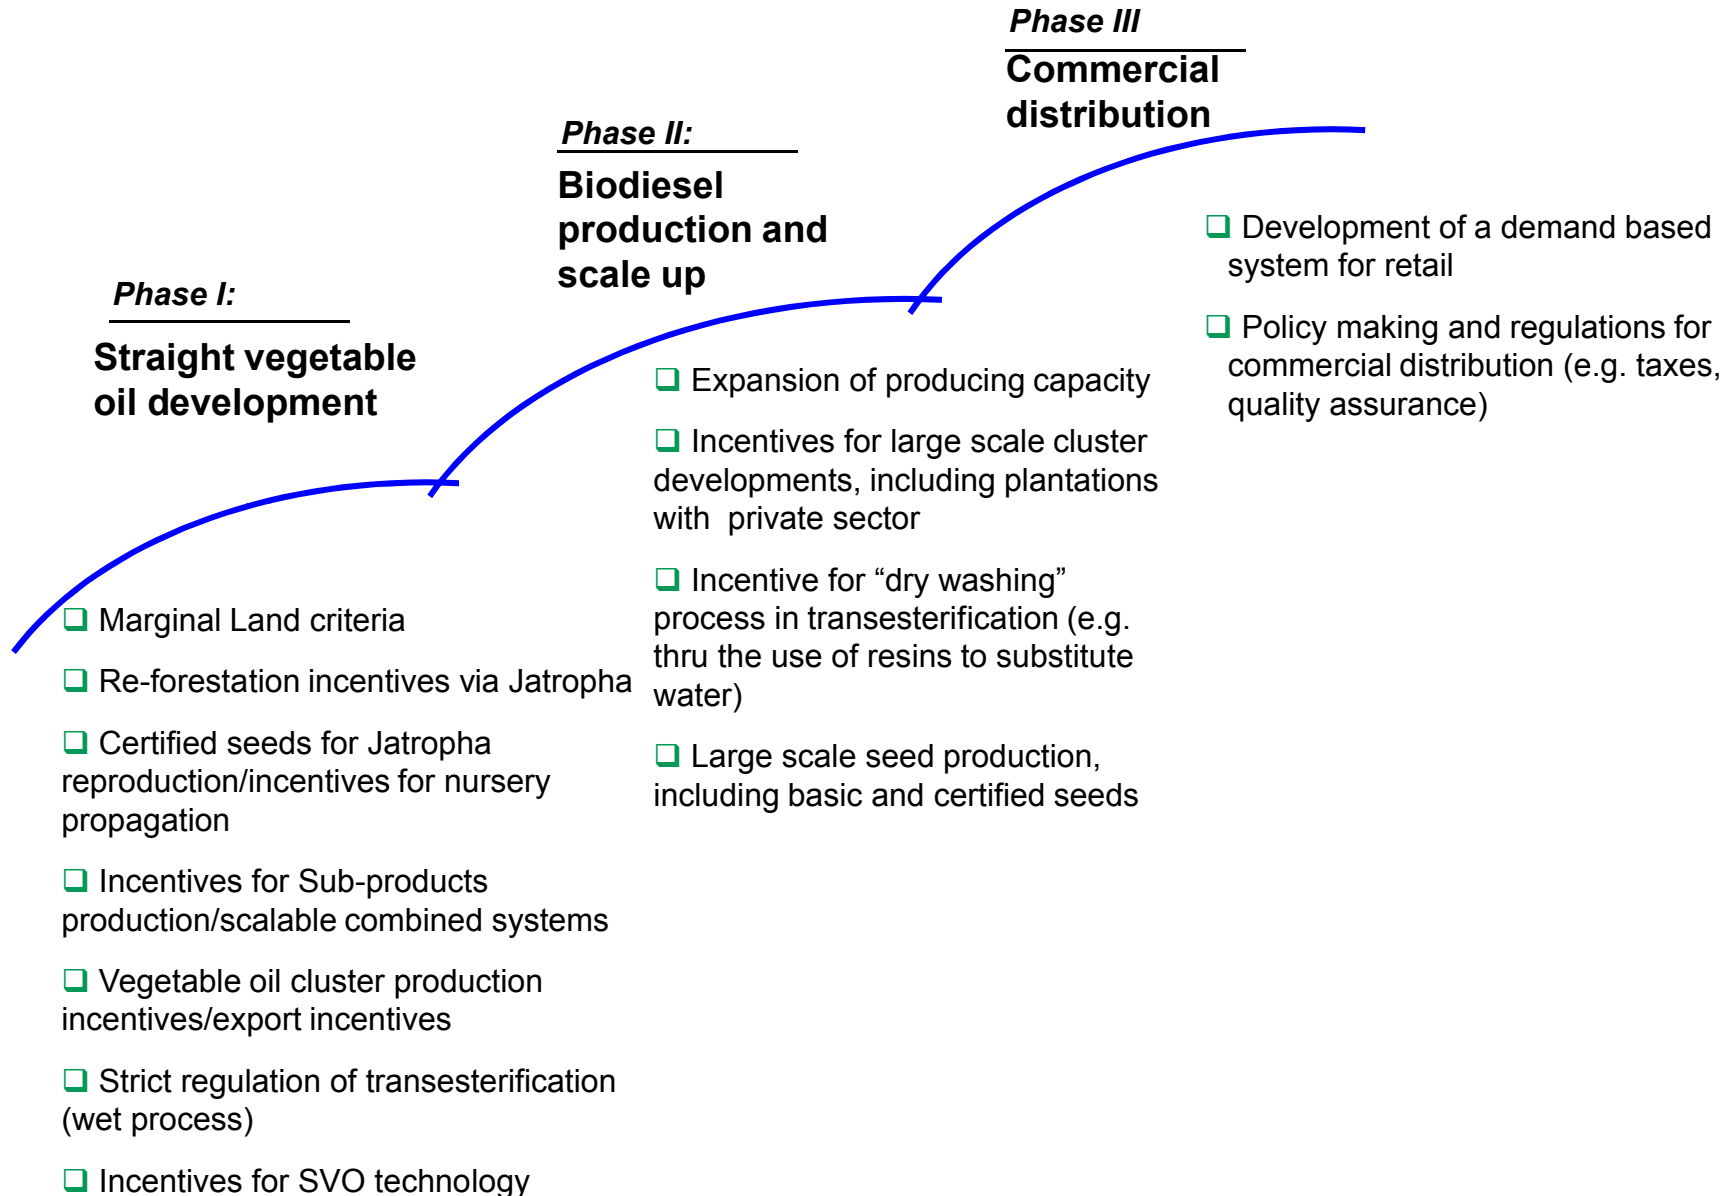 Phase I:
Straight vegetable
oil development
❑ Marginal Land criteria
❑ Re-forestation incentives via Jatropha
❑ Certified seeds for Jatropha
reproduction/incentives for nursery
propagation
❑ Incentives for Sub-products
production/scalable combined systems
❑ Vegetable oil cluster production
incentives/export incentives
❑ Strict regulation of transesterification
(wet process)
❑ Incentives for SVO technology
Phase II:
Biodiesel
production and
scale up
❑ Expansion of producing capacity
❑ Incentives for large scale cluster
developments, including plantations
with private sector
❑ Incentive for “dry washing”
process in transesterification (e.g.
thru the use of resins to substitute
water)
❑ Large scale seed production,
including basic and certified seeds
Phase III
Commercial
distribution
❑ Development of a demand based
system for retail
❑ Policy making and regulations for
commercial distribution (e.g. taxes,
quality assurance)